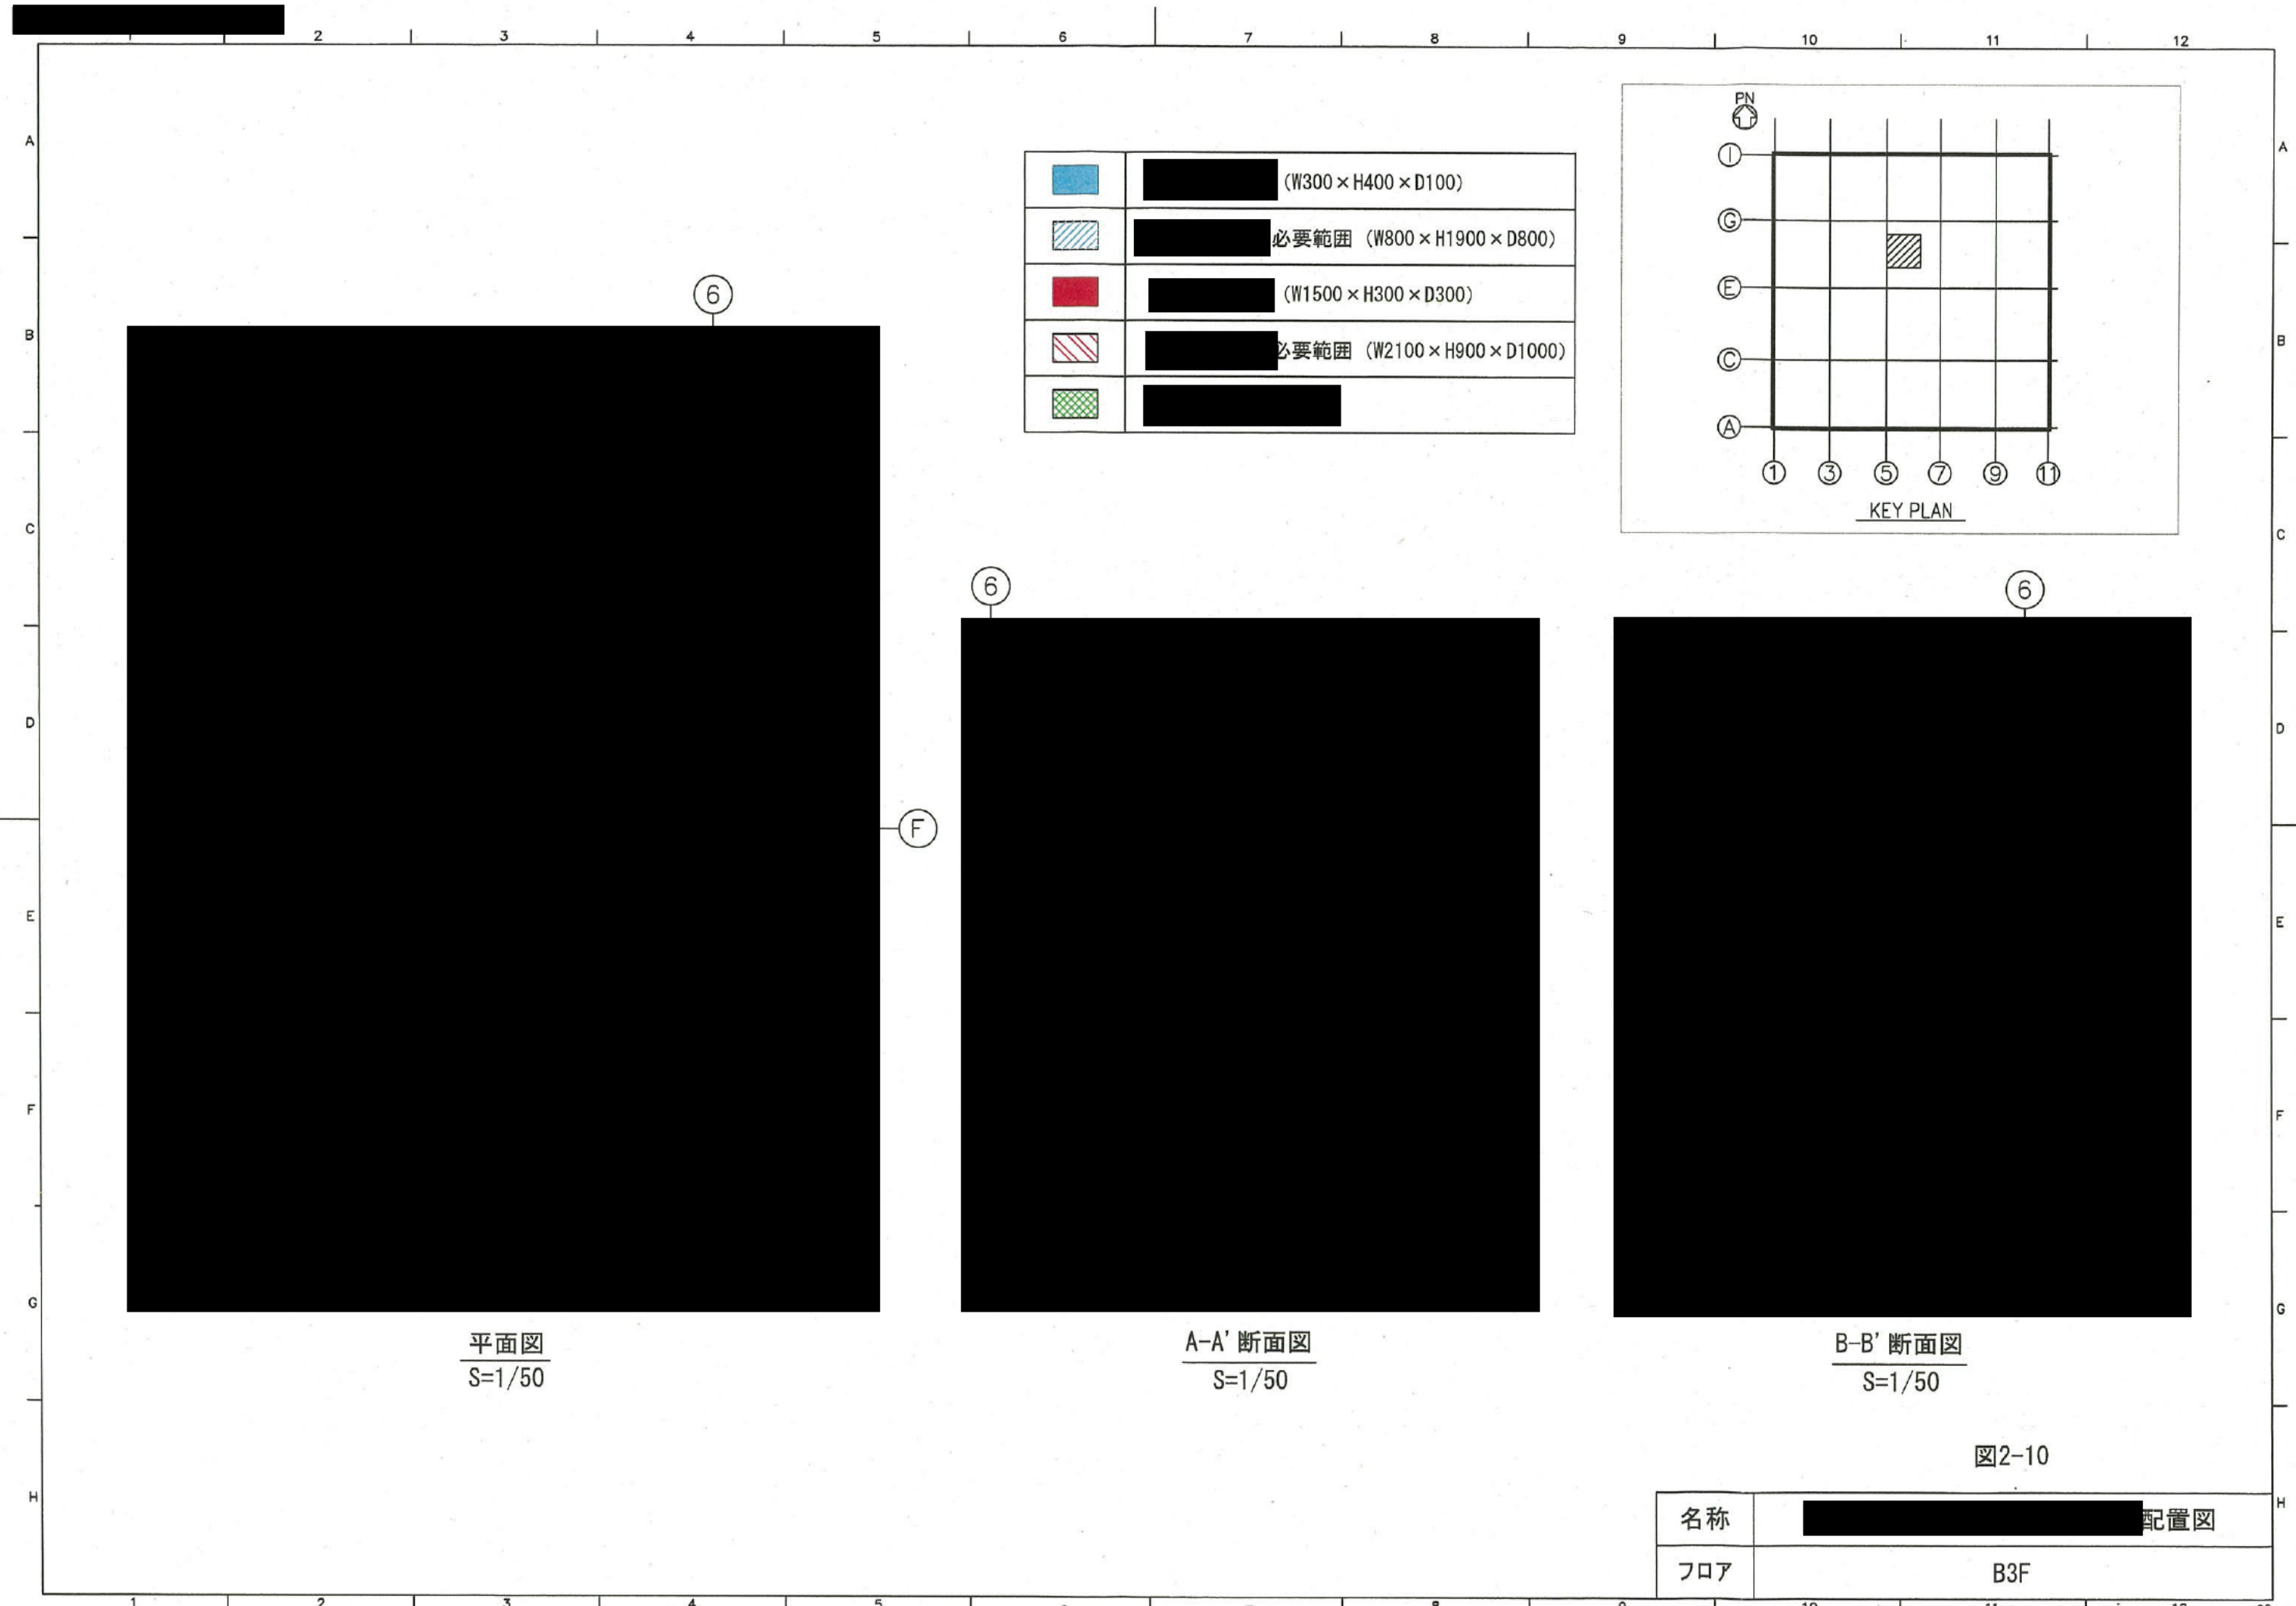 2 3 4 5 6 7 8 9 10 11 12
A
B
C
D
E
F
G
H
A
B
C
D
E
F
G
H
(W300×H400×D100)
必要範囲 (W800×H1900×D800)
(W1500×H300×D300)
必要範囲 (W2100×H900×D1000)
PN
I
G
E
C
A
1 3 5 7 9 11
KEY PLAN
6
F
6
6
平面図
S=1/50
A-A' 断面図
S=1/50
B-B' 断面図
S=1/50
図2-10
名称 配置図
フロア B3F